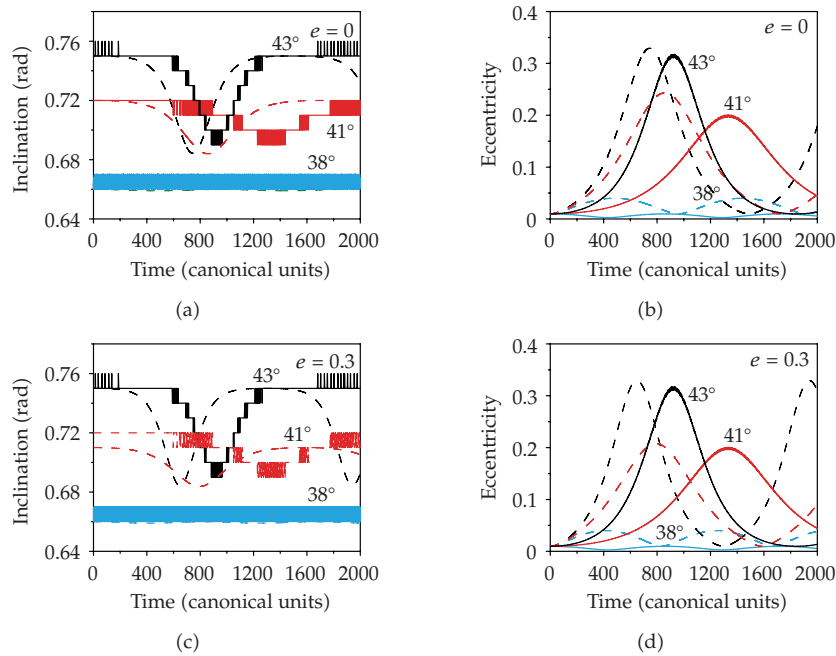 0.76
e = 0
43°
0.72
41°
38°
0.68
0.64
Inclination (rad)
0 400 800 1200 1600 2000
Time (canonical units)
(a)
0.4
e = 0
43°
0.3
41°
0.2
38°
0.1
0
Eccentricity
0 400 800 1200 1600 2000
Time (canonical units)
(b)
0.76
e = 0.3
43°
0.72
41°
38°
0.68
0.64
Inclination (rad)
0 400 800 1200 1600 2000
Time (canonical units)
(c)
0.4
e = 0.3
43°
0.3
41°
0.2
38°
0.1
0
Eccentricity
0 400 800 1200 1600 2000
Time (canonical units)
(d)